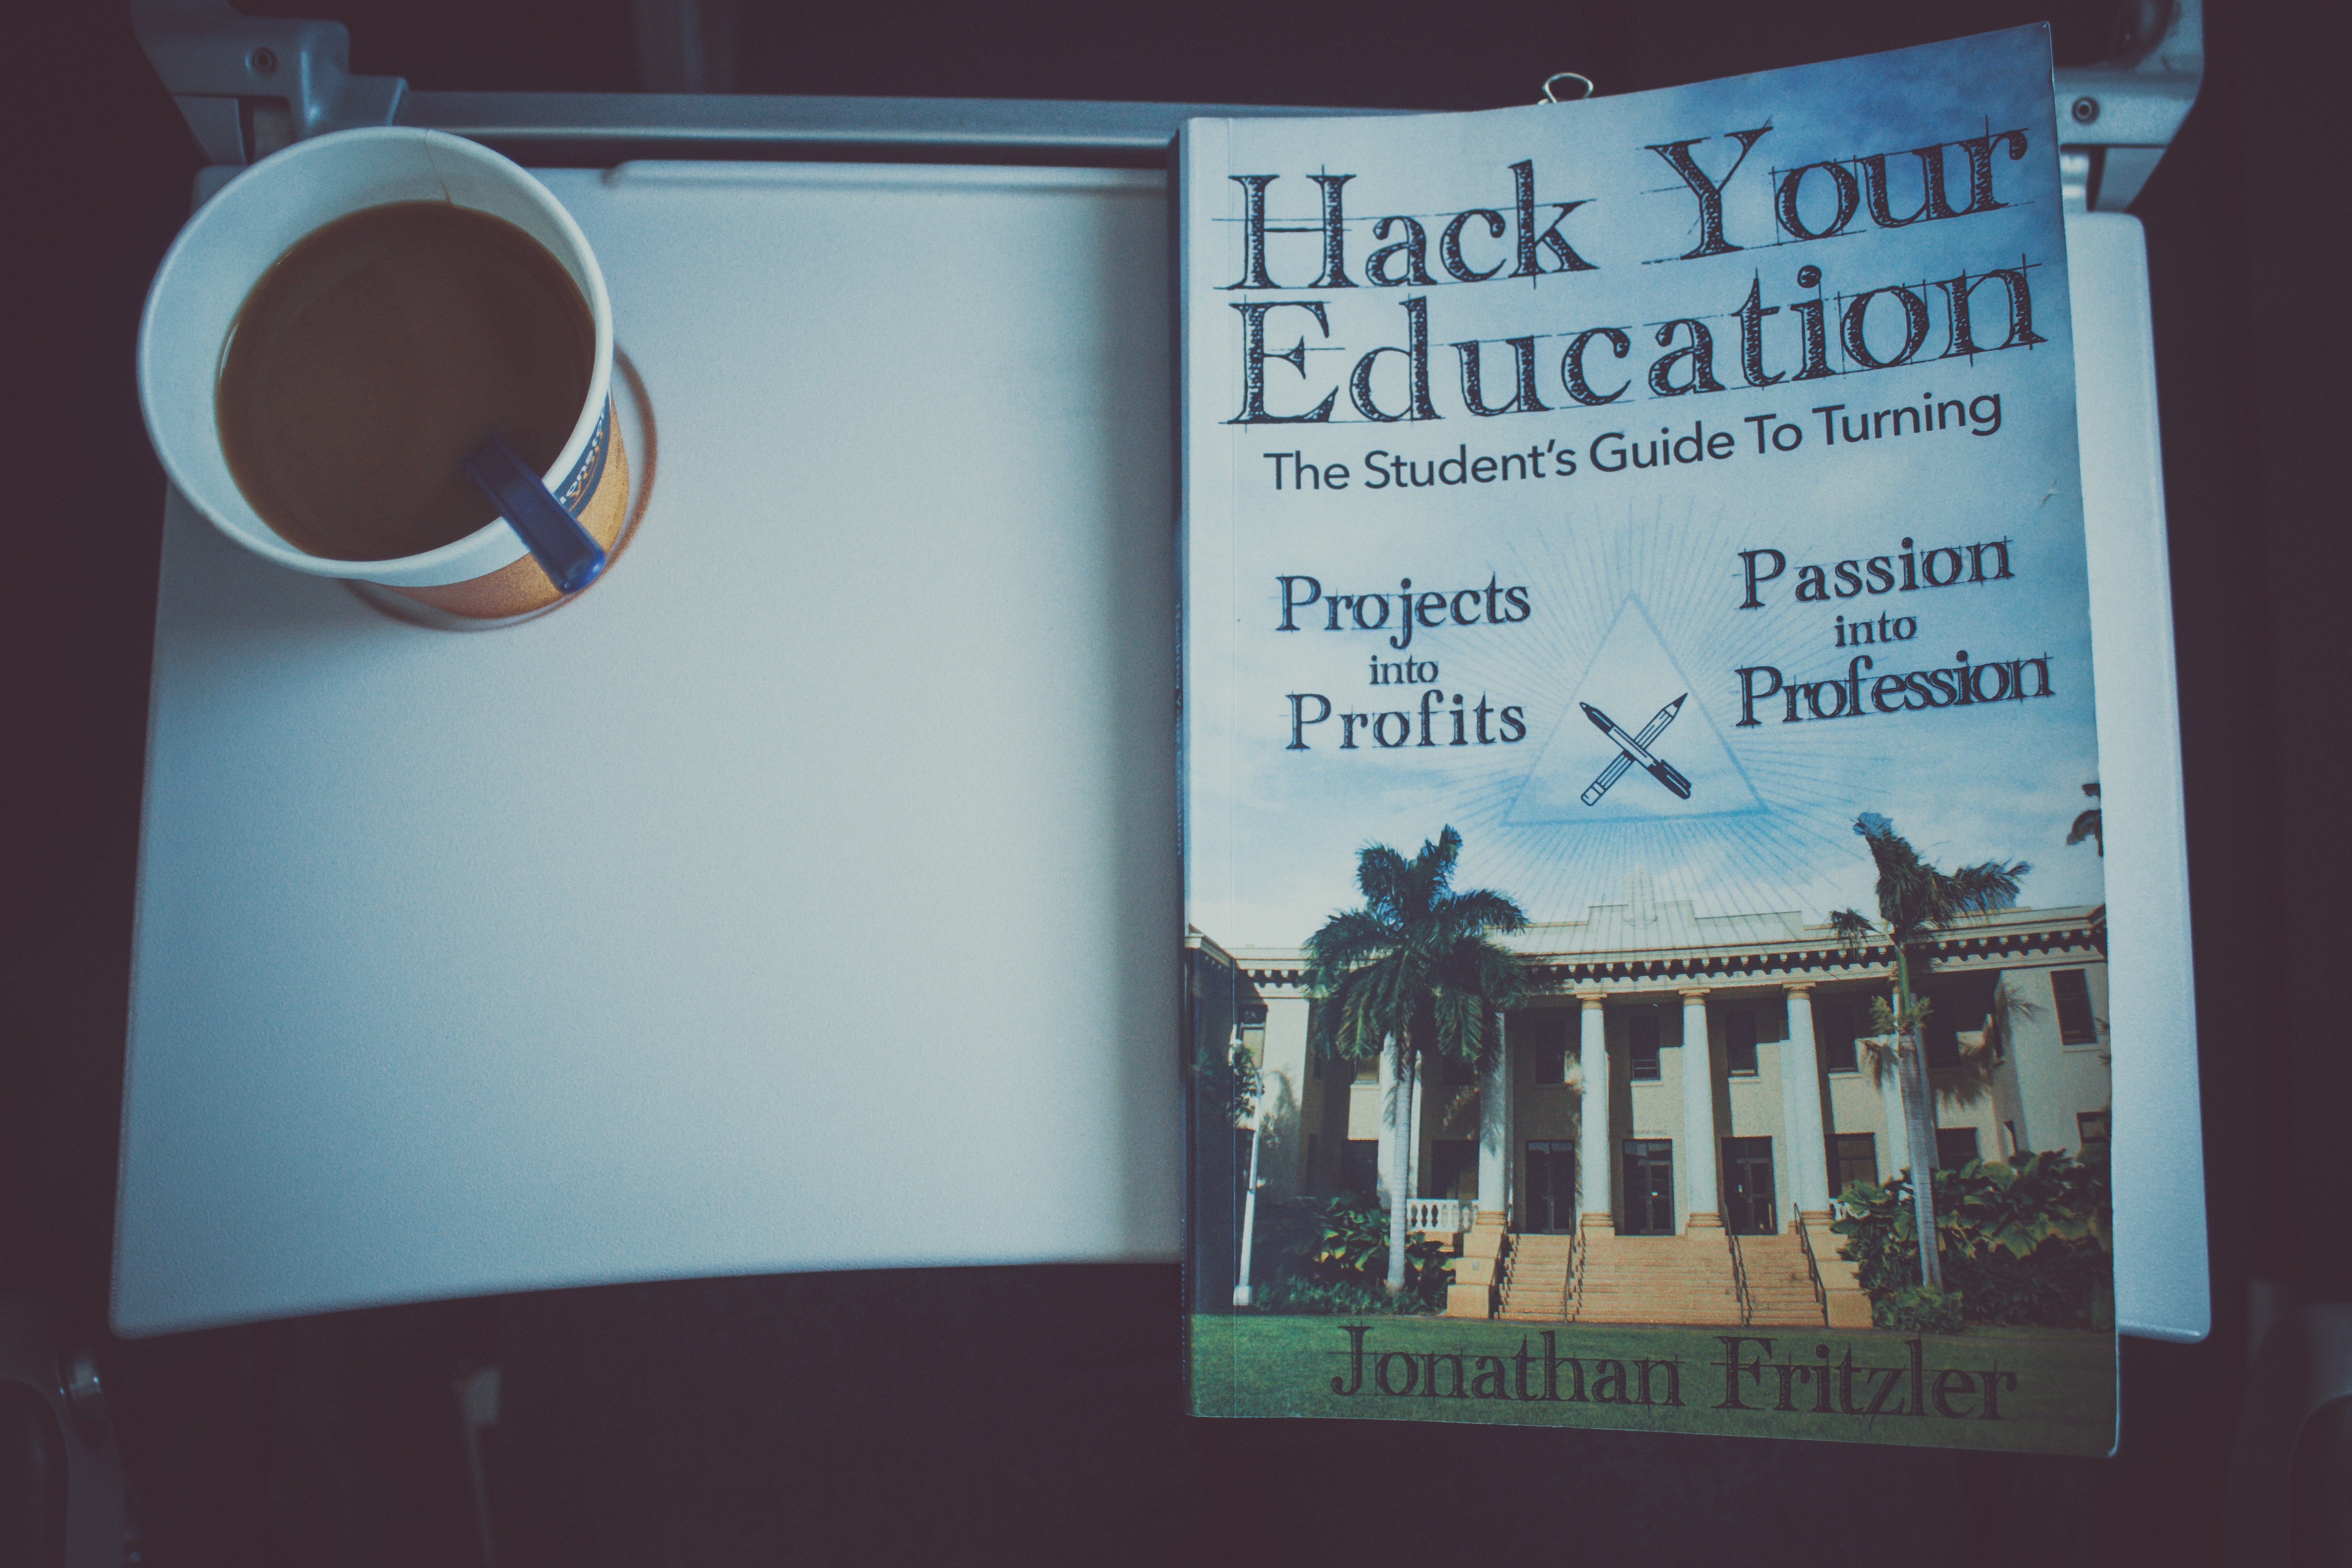 Hack Your
Education
The Student's Guide To Turning
Projects
into
Profits
Passion
into
Profession
Jonathan Fritzler